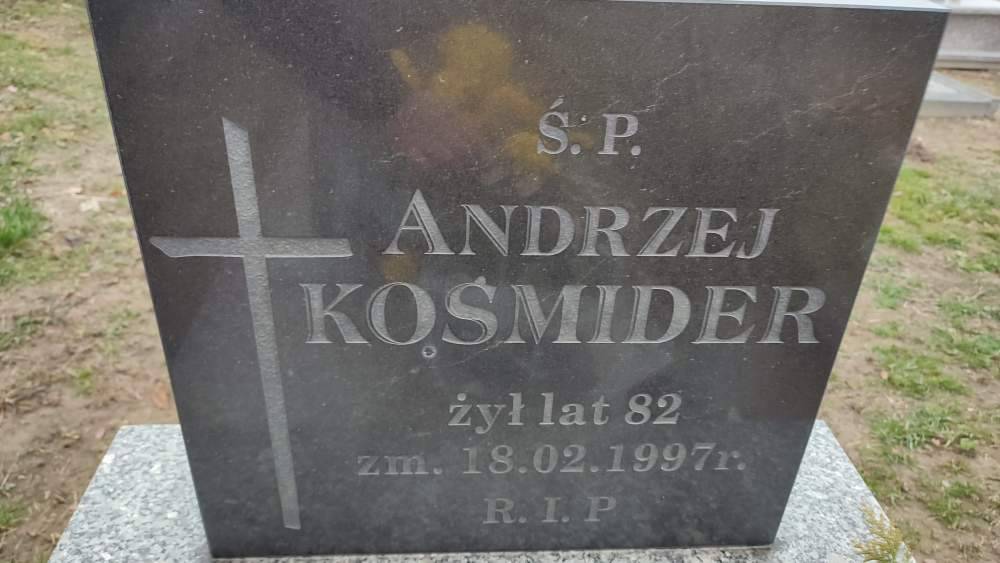 Ś. P.
ANDRZEJ
KOŚMIDER
żył lat 82
zm. 18.02.1997r.
R. I. P